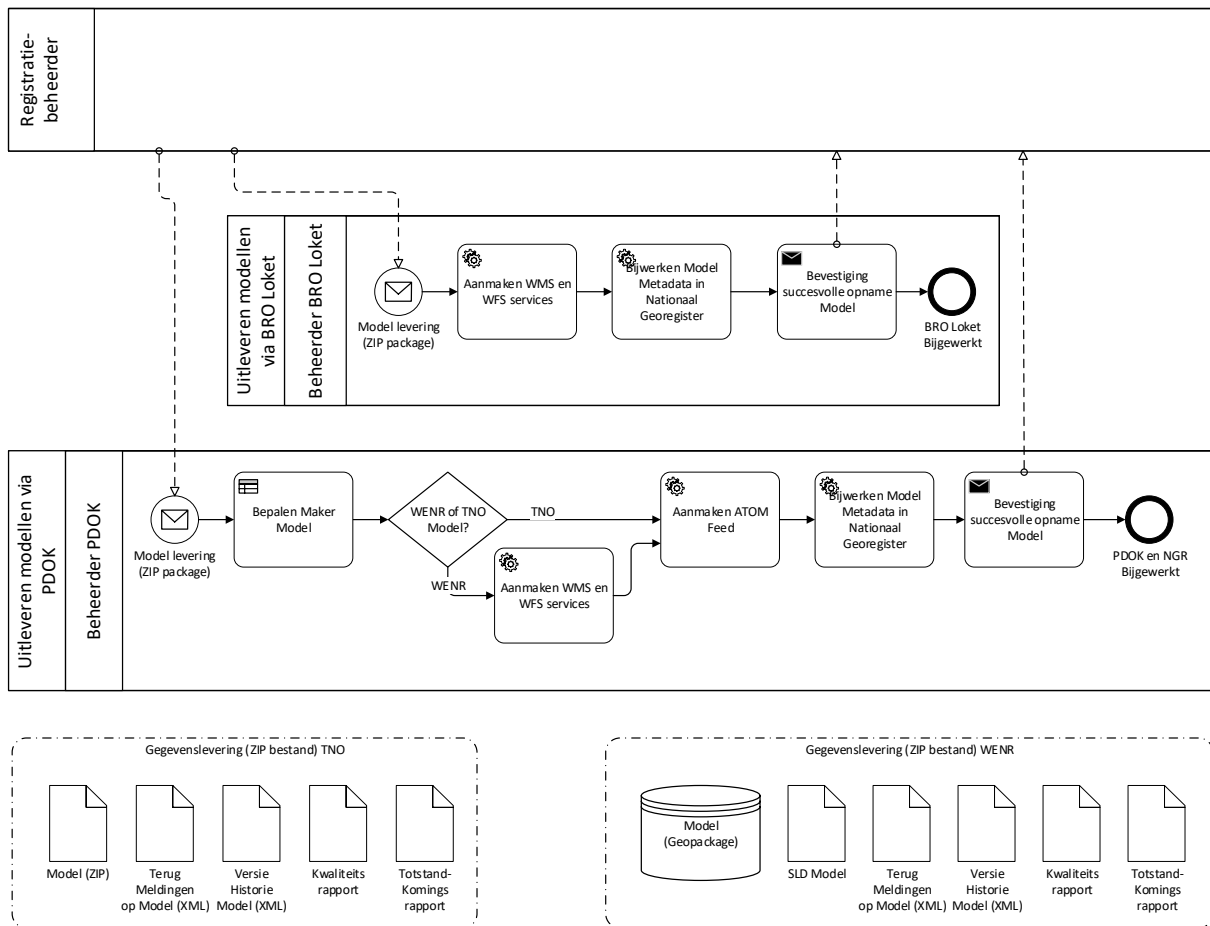 Registratie-
beheerder
Uitleveren modellen
via BRO Loket
Beheerder BRO Loket
Model levering
(ZIP package)
Aanmaken WMS en
WFS services
Bijwerken Model
Metadata in
Nationaal
Georegister
Bevestiging
succesvolle opname
Model
BRO Loket
Bijgewerkt
Uitleveren modellen via
PDOK
Beheerder PDOK
Model levering
(ZIP package)
Bepalen Maker
Model
WENR of TNO
Model?
TNO
WENR
Aanmaken WMS en
WFS services
Aanmaken ATOM
Feed
Bijwerken Model
Metadata in
Nationaal
Georegister
Bevestiging
succesvolle opname
Model
PDOK en NGR
Bijgewerkt
Gegevenslevering (ZIP bestand) TNO
Model (ZIP)
Terug
Meldingen
op Model (XML)
Versie
Historie
Model (XML)
Kwaliteits
rapport
Totstand-
Komings
rapport
Gegevenslevering (ZIP bestand) WENR
Model
(Geopackage)
SLD Model
Terug
Meldingen
op Model (XML)
Versie
Historie
Model (XML)
Kwaliteits
rapport
Totstand-
Komings
rapport